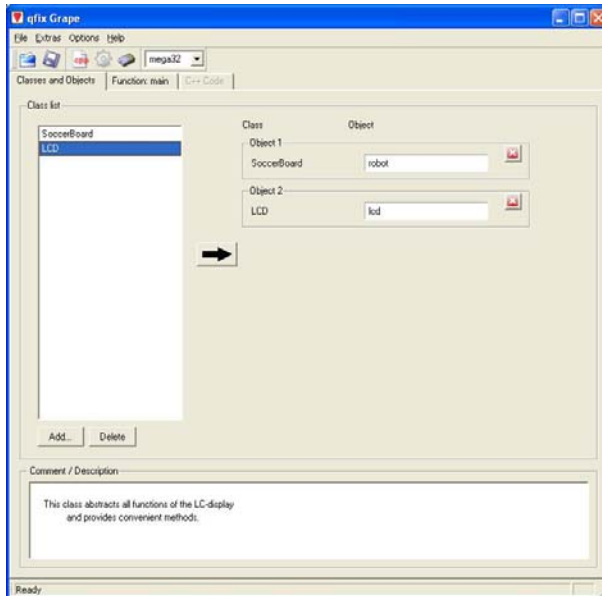 qfix Grape
File Extras Options Help
mega32
Classes and Objects Function: main C++ Code
Class list
SoccerBoard
LCD
Class Object
Object 1
SoccerBoard robot
Object 2
LCD lcd
Add... Delete
Comment / Description
This class abstracts all functions of the LC-display
and provides convenient methods.
Ready